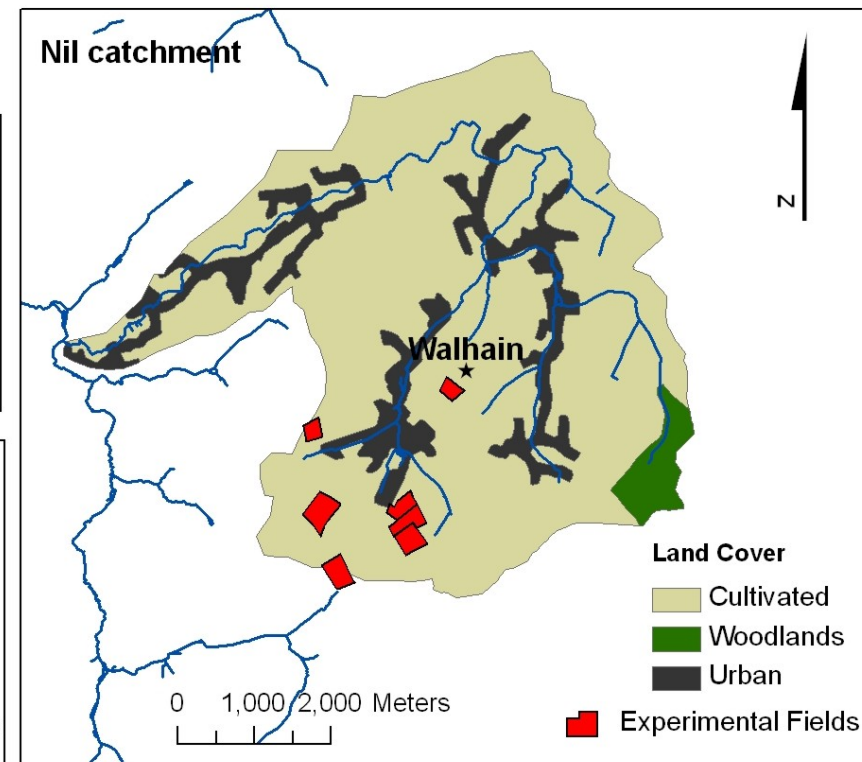 Nil catchment
N
Walhain
Land Cover
Cultivated
Woodlands
Urban
Experimental Fields
0 1,000 2,000 Meters